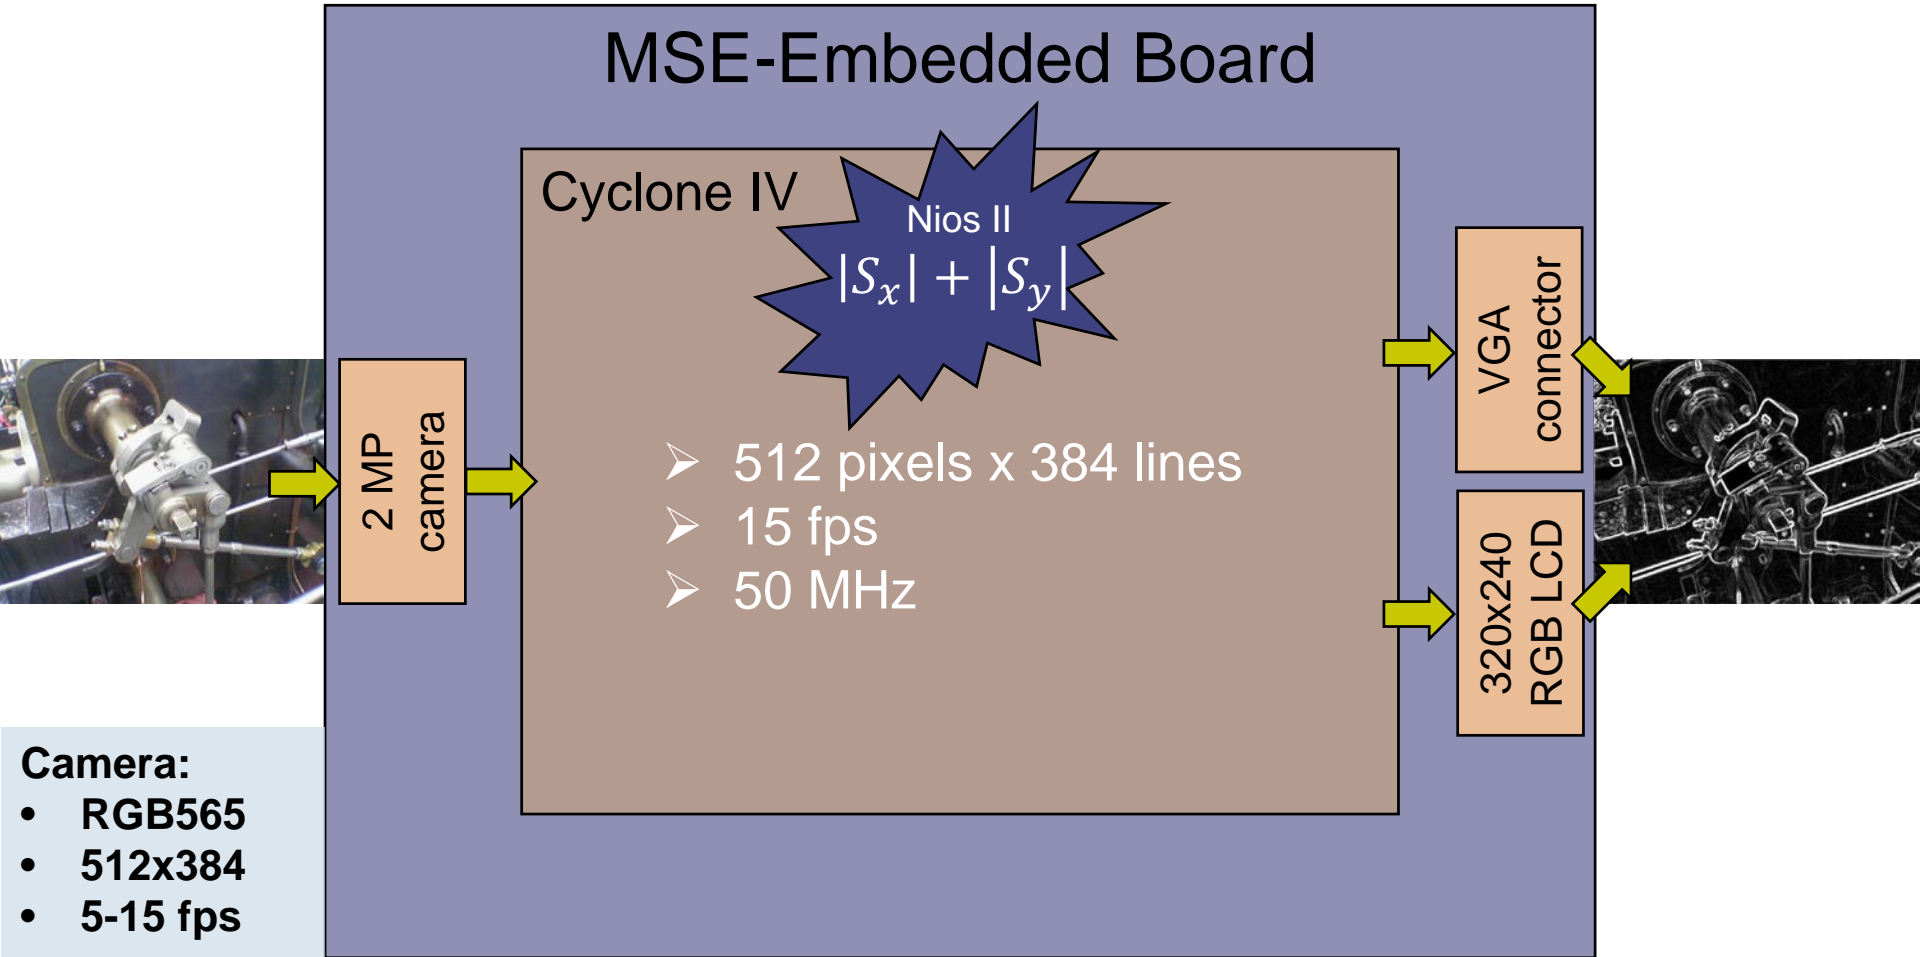 MSE-Embedded Board
Cyclone IV
Nios II
|Sₓ| + |S_y|
➢ 512 pixels x 384 lines
➢ 15 fps
➢ 50 MHz
2 MP
camera
VGA
connector
320x240
RGB LCD
Camera:
• RGB565
• 512x384
• 5-15 fps